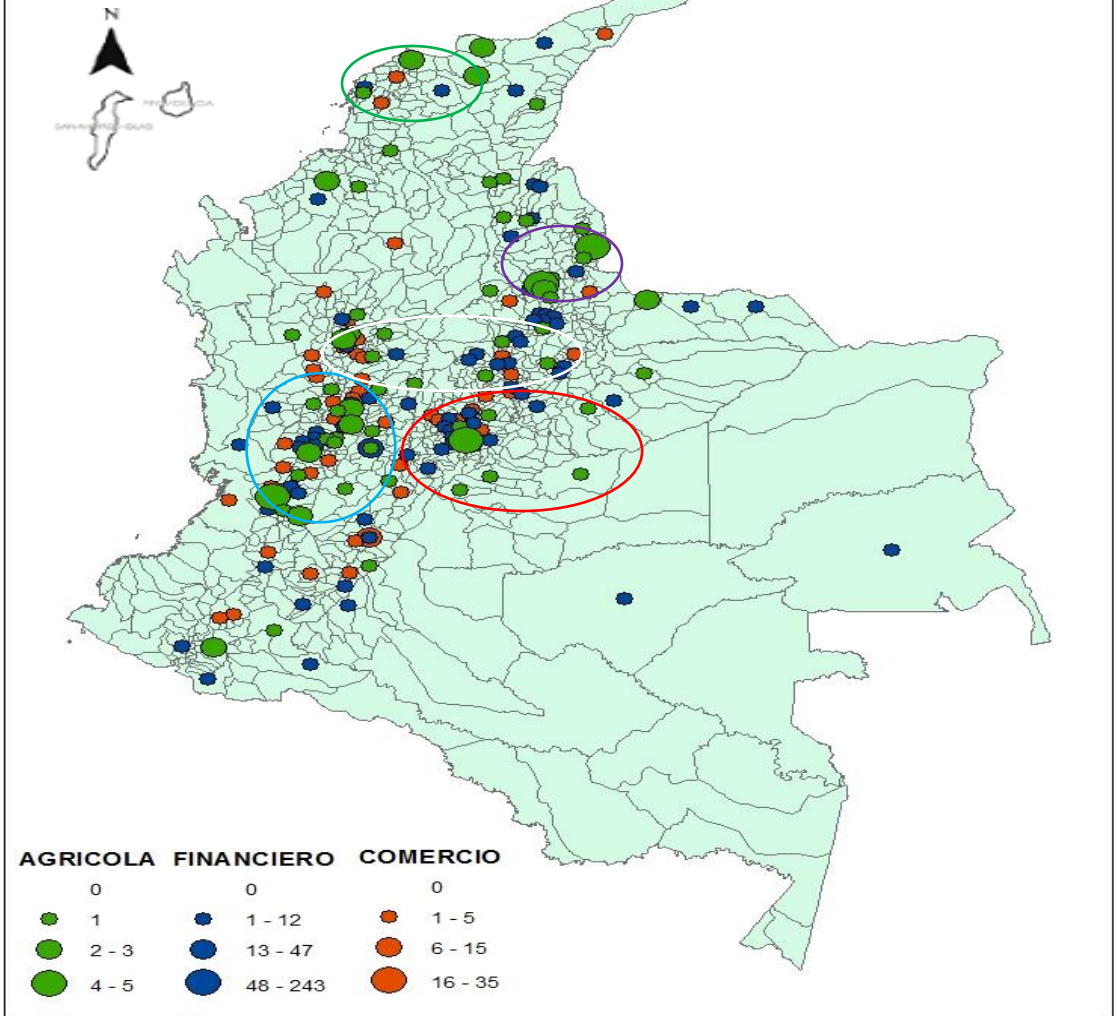 N
PROVIDENCIA
AGRICOLA FINANCIERO COMERCIO
0 0 0
1 1 - 12 1 - 5
2 - 3 13 - 47 6 - 15
4 - 5 48 - 243 16 - 35